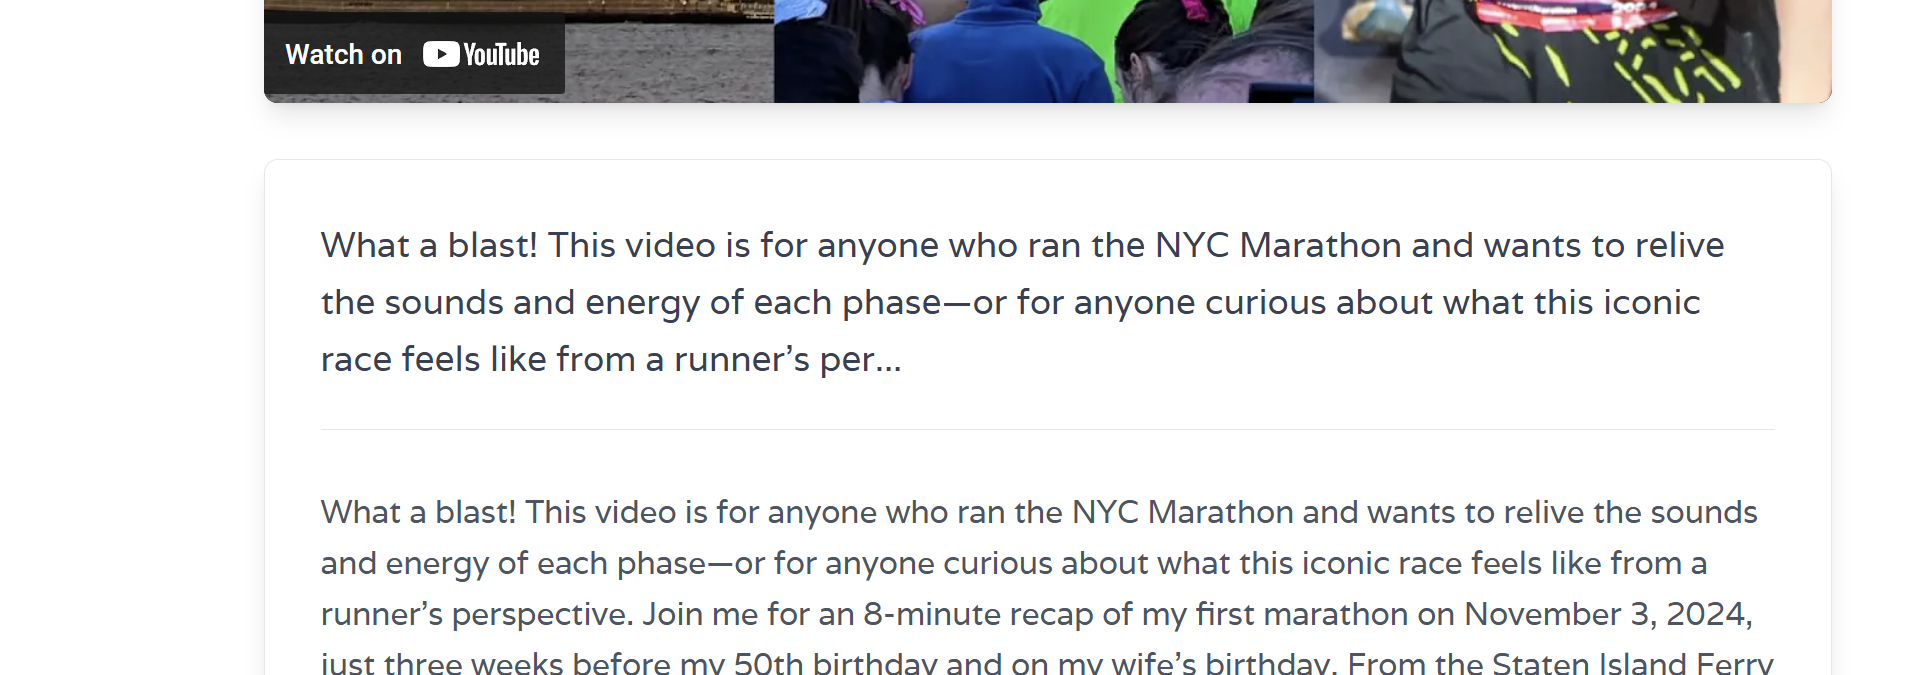 Watch on YouTube
What a blast! This video is for anyone who ran the NYC Marathon and wants to relive
the sounds and energy of each phase—or for anyone curious about what this iconic
race feels like from a runner’s per...
What a blast! This video is for anyone who ran the NYC Marathon and wants to relive the sounds
and energy of each phase—or for anyone curious about what this iconic race feels like from a
runner’s perspective. Join me for an 8-minute recap of my first marathon on November 3, 2024,
just three weeks before my 50th birthday and on my wife’s birthday. From the Staten Island Ferry